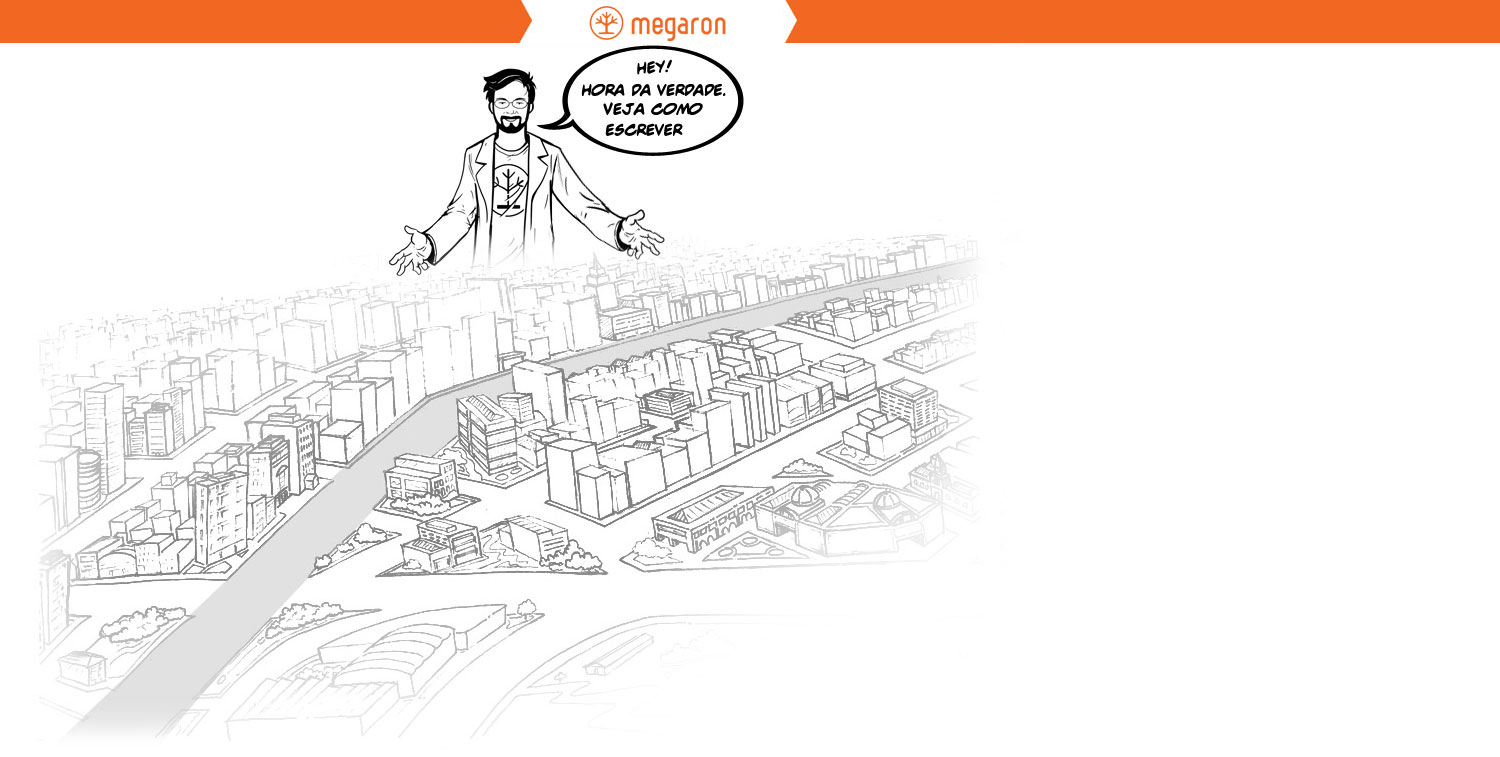 megaron
HEY!
HORA DA VERDADE.
VEJA COMO
ESCREVER